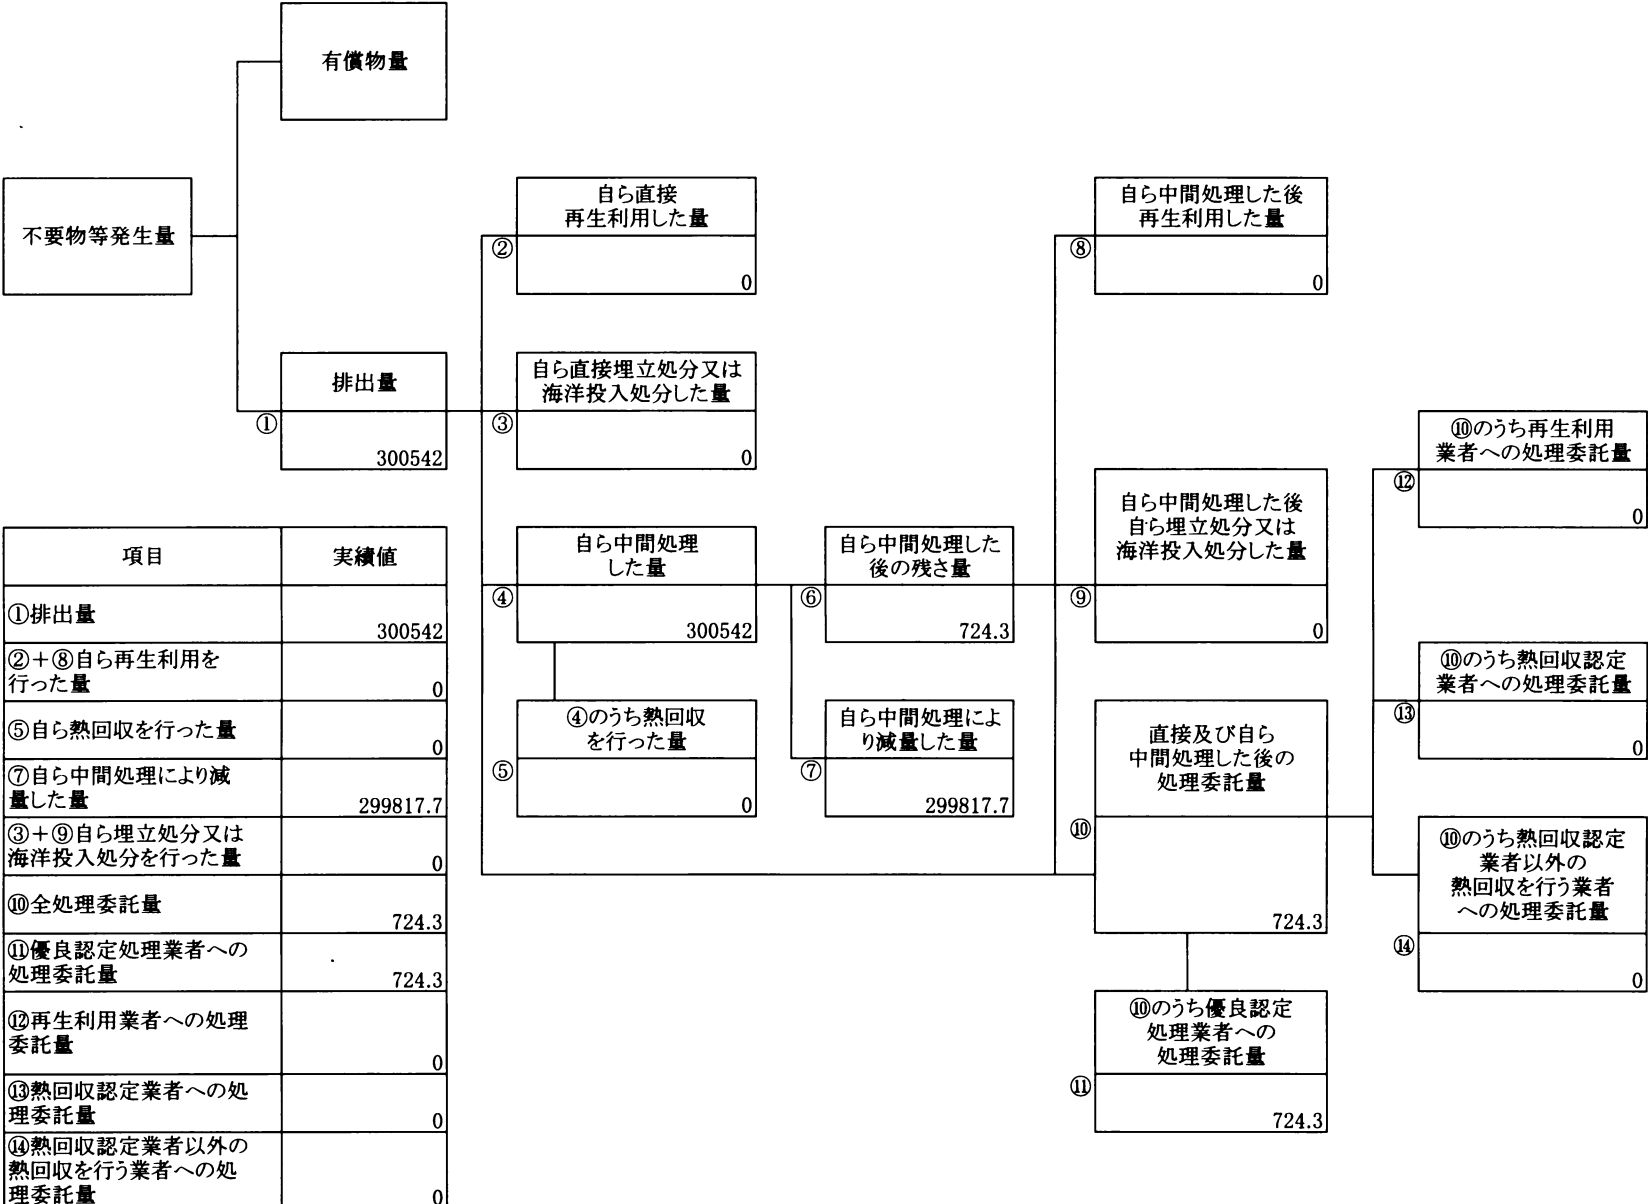 有償物量
不要物等発生量
自ら直接
再生利用した量
②
0
自ら中間処理した後
再生利用した量
⑧
0
排出量
①
300542
自ら直接埋立処分又は
海洋投入処分した量
③
0
⑩のうち再生利用
業者への処理委託量
⑫
0
自ら中間処理した後
自ら埋立処分又は
海洋投入処分した量
⑨
0
自ら中間処理
した量
④
300542
自ら中間処理した
後の残さ量
⑥
724.3
⑩のうち熱回収認定
業者への処理委託量
⑬
0
④のうち熱回収
を行った量
⑤
0
自ら中間処理によ
り減量した量
⑦
299817.7
直接及び自ら
中間処理した後の
処理委託量
⑩
724.3
⑩のうち熱回収認定
業者以外の
熱回収を行う業者
への処理委託量
⑭
0
⑩のうち優良認定
処理業者への
処理委託量
⑪
724.3
項目 実績値
①排出量
300542
②+⑧自ら再生利用を
行った量
0
⑤自ら熱回収を行った量
0
⑦自ら中間処理により減
量した量
299817.7
③+⑨自ら埋立処分又は
海洋投入処分を行った量
0
⑩全処理委託量
724.3
⑪優良認定処理業者への
処理委託量
724.3
⑫再生利用業者への処理
委託量
0
⑬熱回収認定業者への処
理委託量
0
⑭熱回収認定業者以外の
熱回収を行う業者への処
理委託量
0